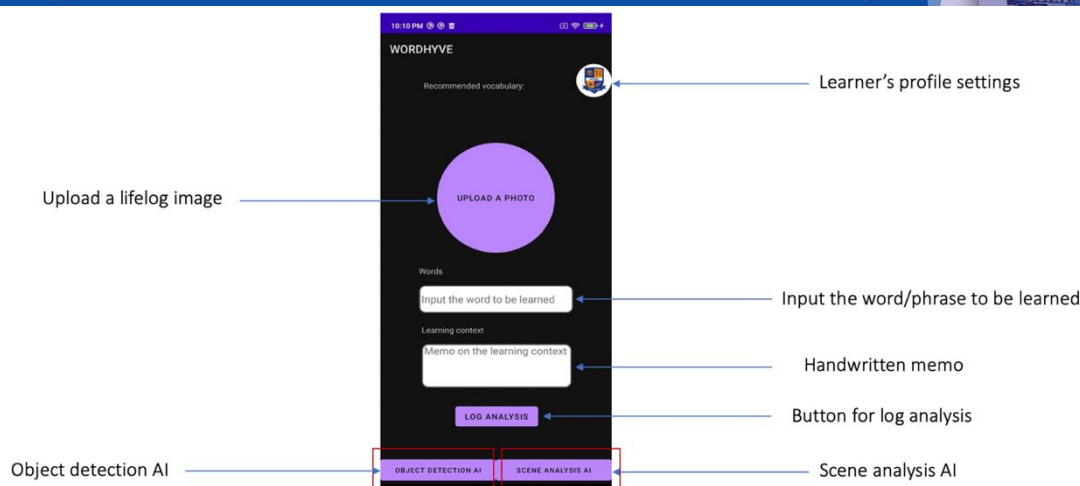 10:10 PM
WORDHYVE
Recommended vocabulary:
Learner's profile settings
Upload a lifelog image
UPLOAD A PHOTO
Words
Input the word to be learned
Input the word/phrase to be learned
Learning context
Memo on the learning context
Handwritten memo
LOG ANALYSIS
Button for log analysis
Object detection AI
OBJECT DETECTION AI
SCENE ANALYSIS AI
Scene analysis AI